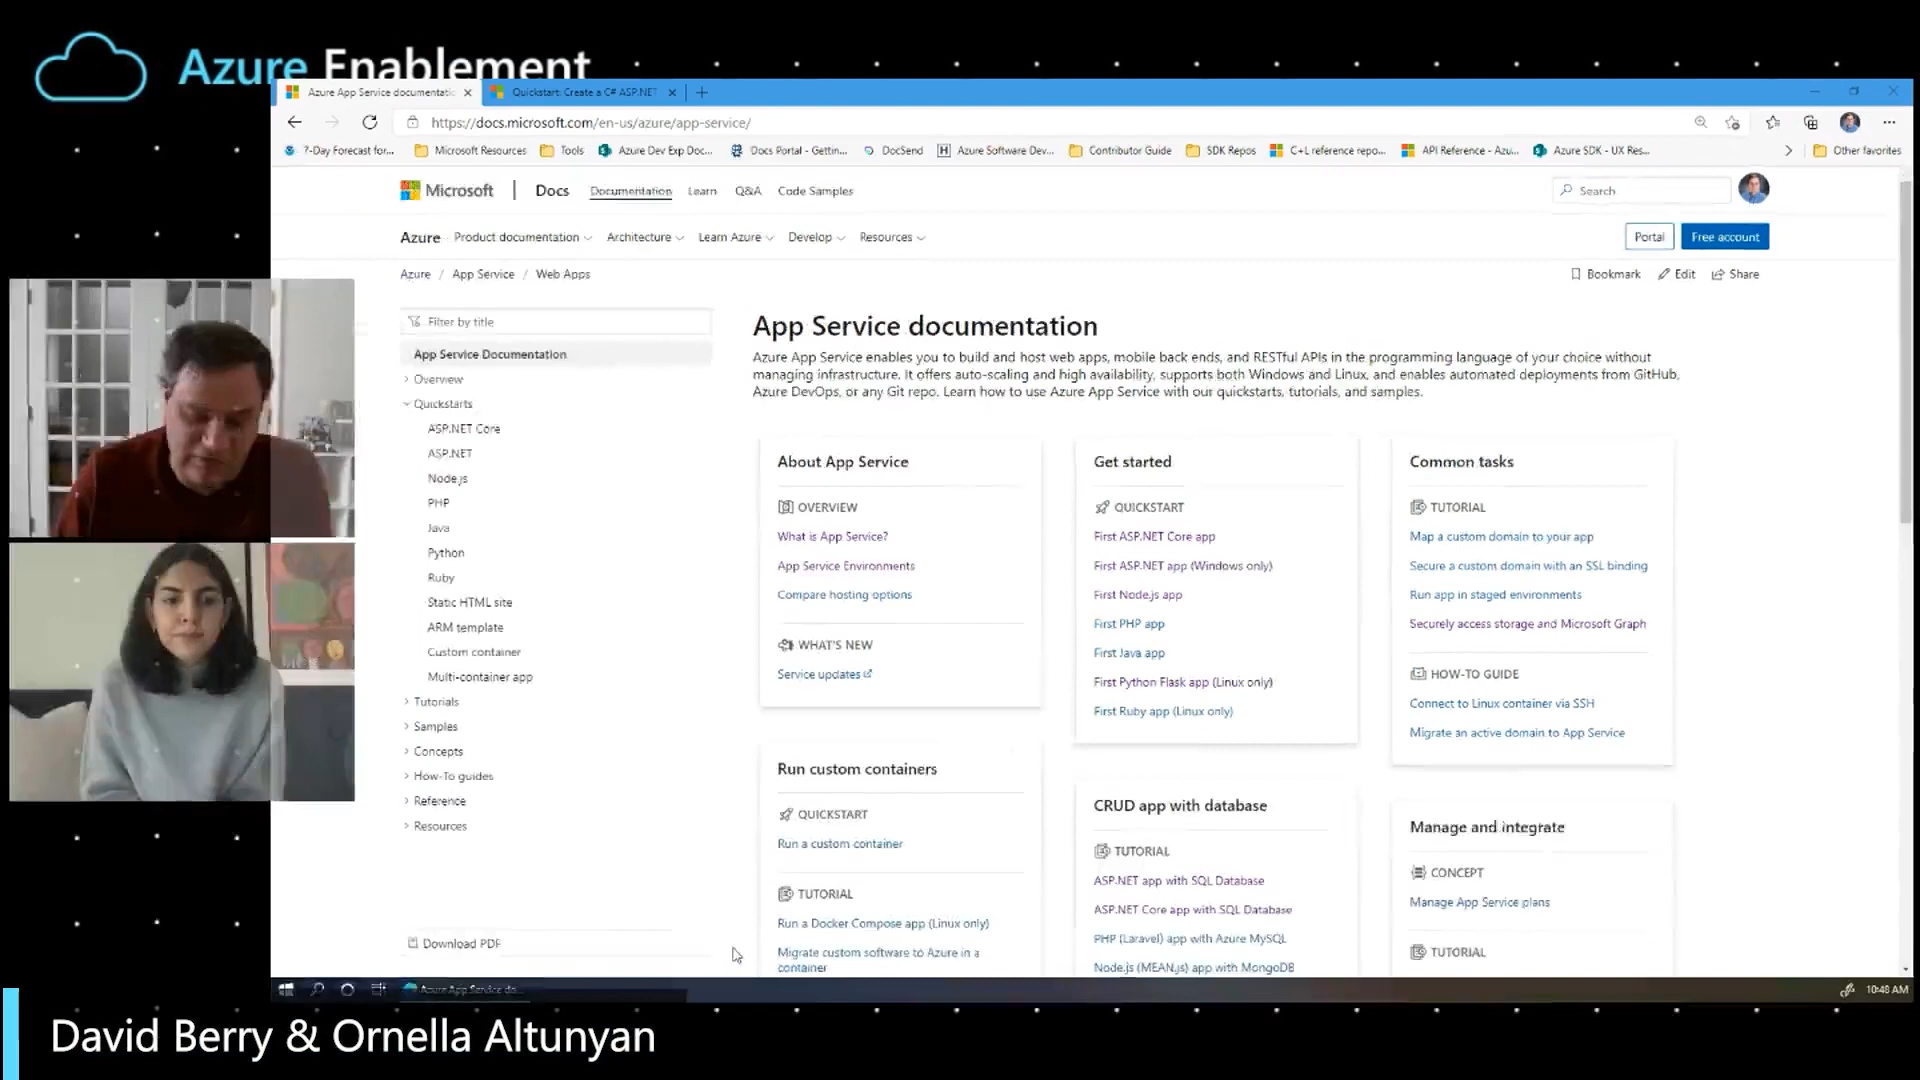 Azure Enablement
Azure App Service documentatic
Quickstart: Create a C# ASP.NET
https://docs.microsoft.com/en-us/azure/app-service/
7-Day Forecast for...
Microsoft Resources
Tools
Azure Dev Exp Doc...
Docs Portal - Gettin...
DocSend
Azure Software Dev...
Contributor Guide
SDK Repos
C+L reference repo...
API Reference - Azu...
Azure SDK - UX Res...
Other favorites
Microsoft
Docs
Documentation
Learn
Q&A
Code Samples
Search
Azure
Product documentation
Architecture
Learn Azure
Develop
Resources
Portal
Free account
Azure / App Service / Web Apps
Bookmark
Edit
Share
Filter by title
App Service Documentation
Overview
Quickstarts
ASP.NET Core
ASP.NET
Node.js
PHP
Java
Python
Ruby
Static HTML site
ARM template
Custom container
Multi-container app
Tutorials
Samples
Concepts
How-To guides
Reference
Resources
Download PDF
App Service documentation
Azure App Service enables you to build and host web apps, mobile back ends, and RESTful APIs in the programming language of your choice without
managing infrastructure. It offers auto-scaling and high availability, supports both Windows and Linux, and enables automated deployments from GitHub,
Azure DevOps, or any Git repo. Learn how to use Azure App Service with our quickstarts, tutorials, and samples.
About App Service
OVERVIEW
What is App Service?
App Service Environments
Compare hosting options
WHAT'S NEW
Service updates
Get started
QUICKSTART
First ASP.NET Core app
First ASP.NET app (Windows only)
First Node.js app
First PHP app
First Java app
First Python Flask app (Linux only)
First Ruby app (Linux only)
Common tasks
TUTORIAL
Map a custom domain to your app
Secure a custom domain with an SSL binding
Run app in staged environments
Securely access storage and Microsoft Graph
HOW-TO GUIDE
Connect to Linux container via SSH
Migrate an active domain to App Service
Run custom containers
QUICKSTART
Run a custom container
TUTORIAL
Run a Docker Compose app (Linux only)
Migrate custom software to Azure in a
container
CRUD app with database
TUTORIAL
ASP.NET app with SQL Database
ASP.NET Core app with SQL Database
PHP (Laravel) app with Azure MySQL
Node.js (MEAN.js) app with MongoDB
Manage and integrate
CONCEPT
Manage App Service plans
TUTORIAL
Azure App Service do...
10:48 AM
David Berry & Ornella Altunyan